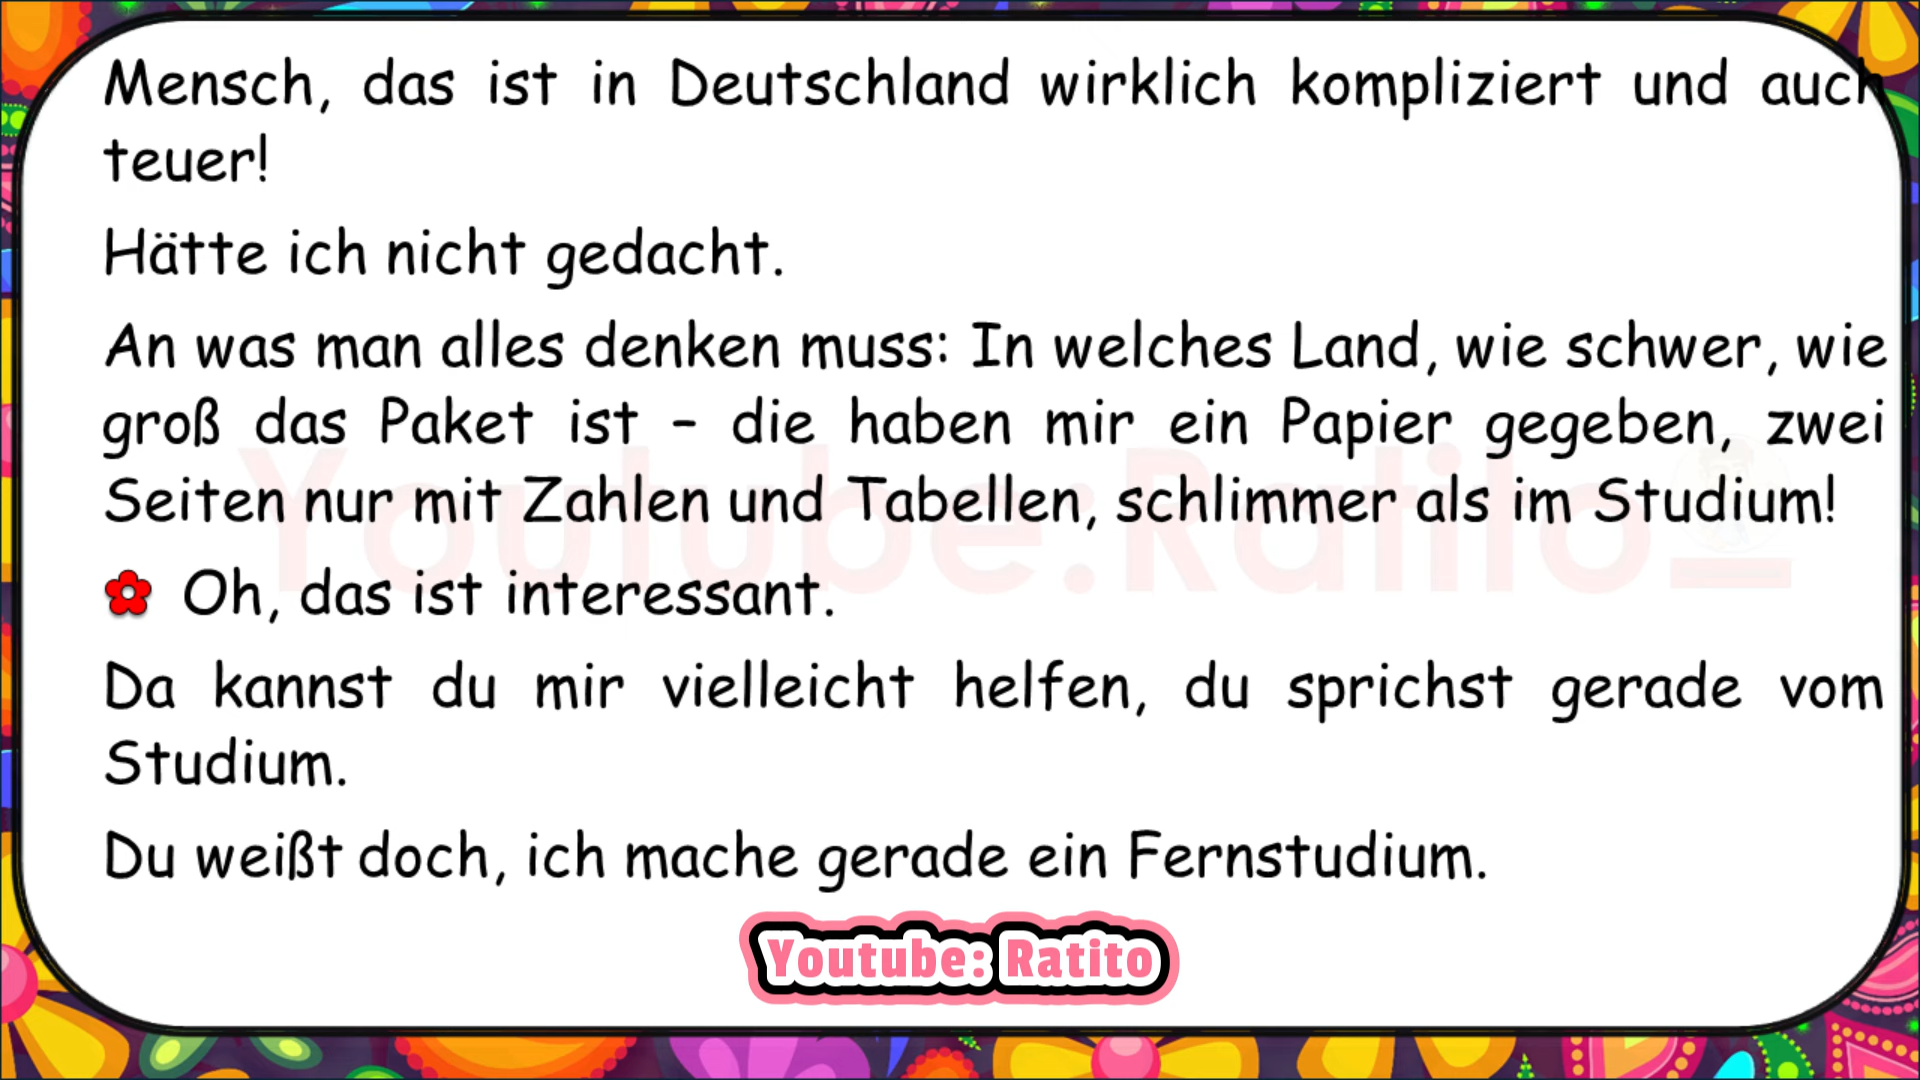 Mensch, das ist in Deutschland wirklich kompliziert und auch
teuer!
Hätte ich nicht gedacht.
An was man alles denken muss: In welches Land, wie schwer, wie
groß das Paket ist – die haben mir ein Papier gegeben, zwei
Seiten nur mit Zahlen und Tabellen, schlimmer als im Studium!
Oh, das ist interessant.
Da kannst du mir vielleicht helfen, du sprichst gerade vom
Studium.
Du weißt doch, ich mache gerade ein Fernstudium.
Youtube:Ratito_
Youtube: Ratito